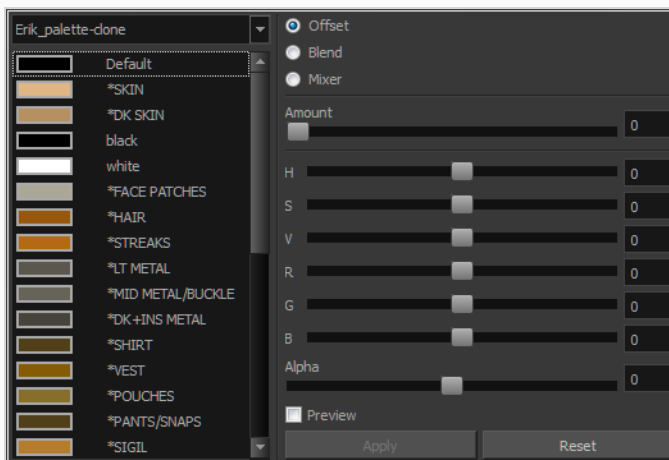 Erik_palette-clone
Default
*SKIN
*DK SKIN
black
white
*FACE PATCHES
*HAIR
*STREAKS
*LT METAL
*MID METAL/BUCKLE
*DK+INS METAL
*SHIRT
*VEST
*POUCHES
*PANTS/SNAPS
*SIGIL
Offset
Blend
Mixer
Amount
0
H 0
S 0
V 0
R 0
G 0
B 0
Alpha
0
Preview
Apply Reset